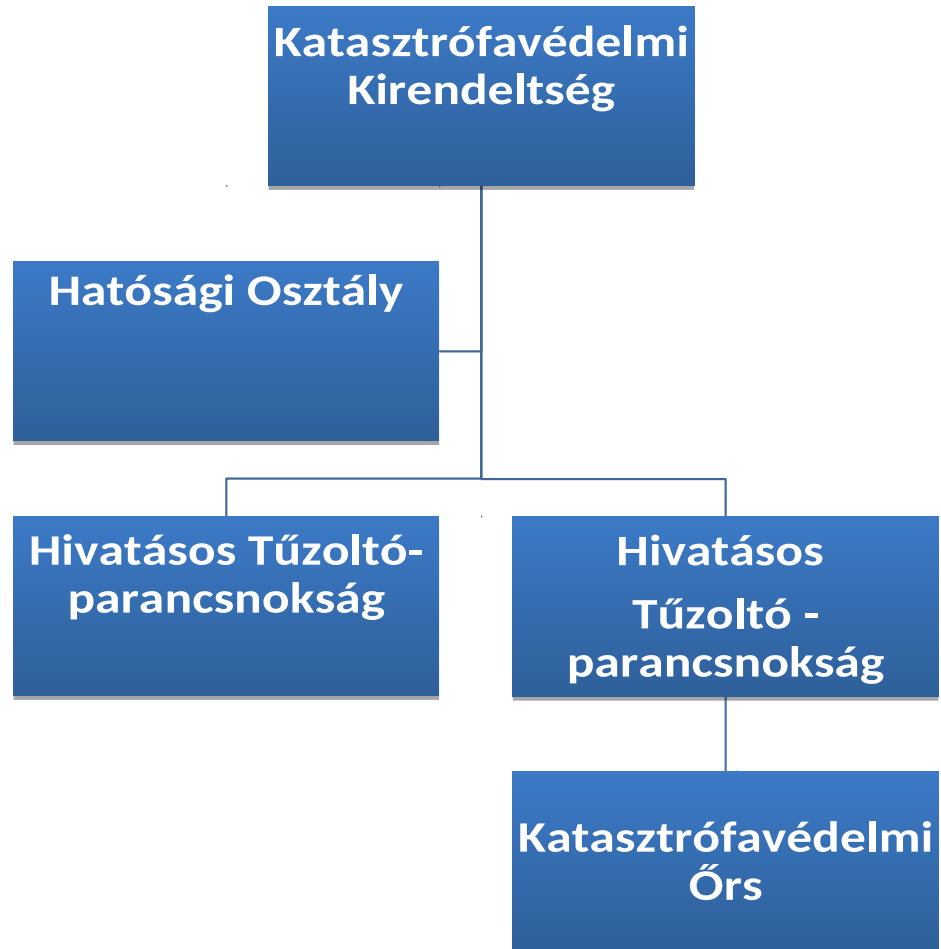 Katasztrófavédelmi
Kirendeltség
Hatósági Osztály
Hivatásos Tűzoltó-
parancsnokság
Hivatásos
Tűzoltó -
parancsnokság
Katasztrófavédelmi
Őrs